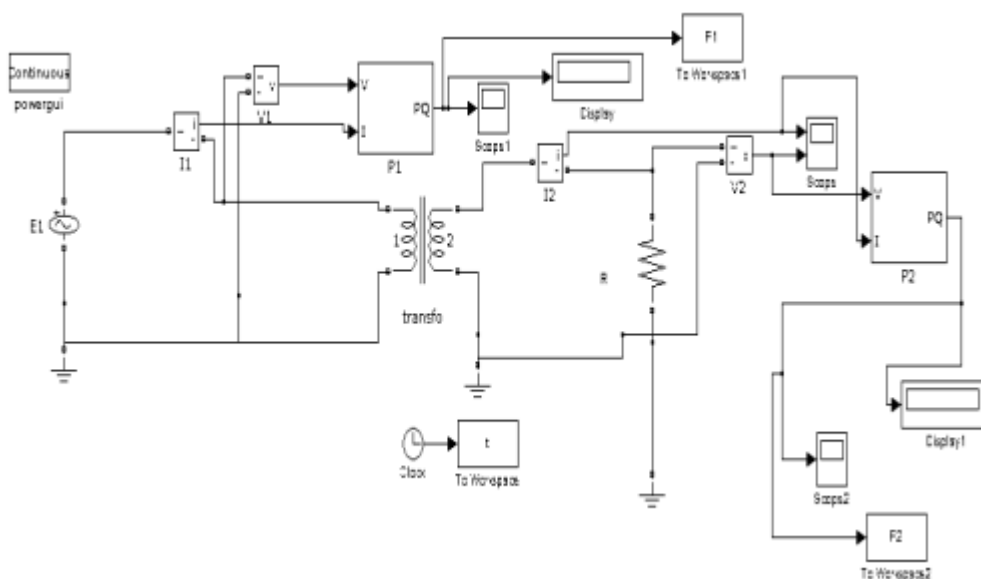 F1
To Workspace1
Continuous
powergui
V
I
PQ
P1
v
V1
i
I1
Display
Scope1
i
I2
v
V2
Scope
V
I
PQ
P2
E1
1
2
transfo
R
t
Clock
To Workspace
Display1
Scope2
F2
To Workspace2